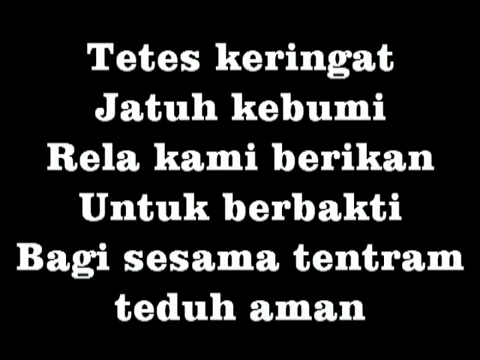 Tetes keringat
Jatuh kebumi
Rela kami berikan
Untuk berbakti
Bagi sesama tentram
teduh aman